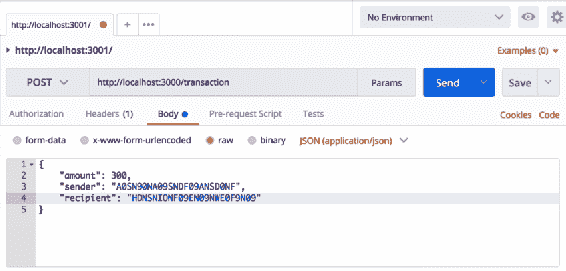 http://localhost:3001/ + ••• No Environment
http://localhost:3001/ Examples (0)
POST http://localhost:3000/transaction Params Send Save
Authorization Headers (1) Body Pre-request Script Tests Cookies Code
form-data x-www-form-urlencoded raw binary JSON (application/json)
1 {
2 "amount": 300,
3 "sender": "A0SN90NA09SNDF09ANSD0NF",
4 "recipient":
5 }